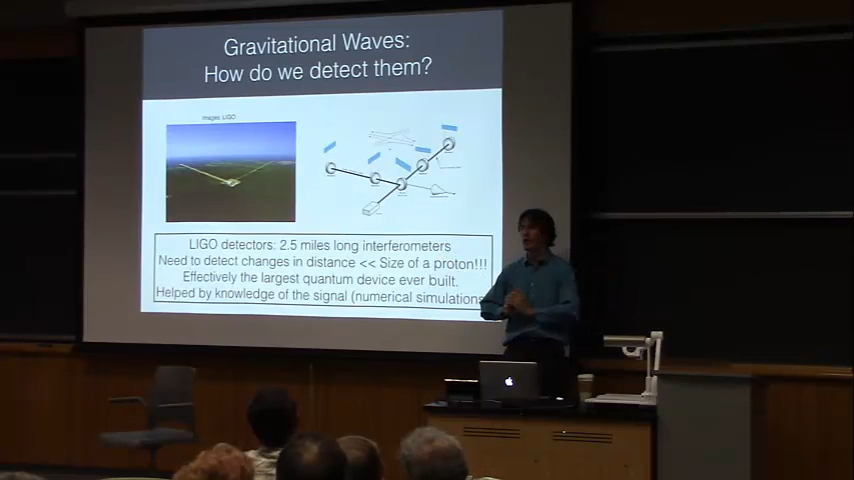 Gravitational Waves:
How do we detect them?
Images: LIGO
LIGO detectors: 2.5 miles long interferometers
Need to detect changes in distance << Size of a proton!!!
Effectively the largest quantum device ever built.
Helped by knowledge of the signal (numerical simulations